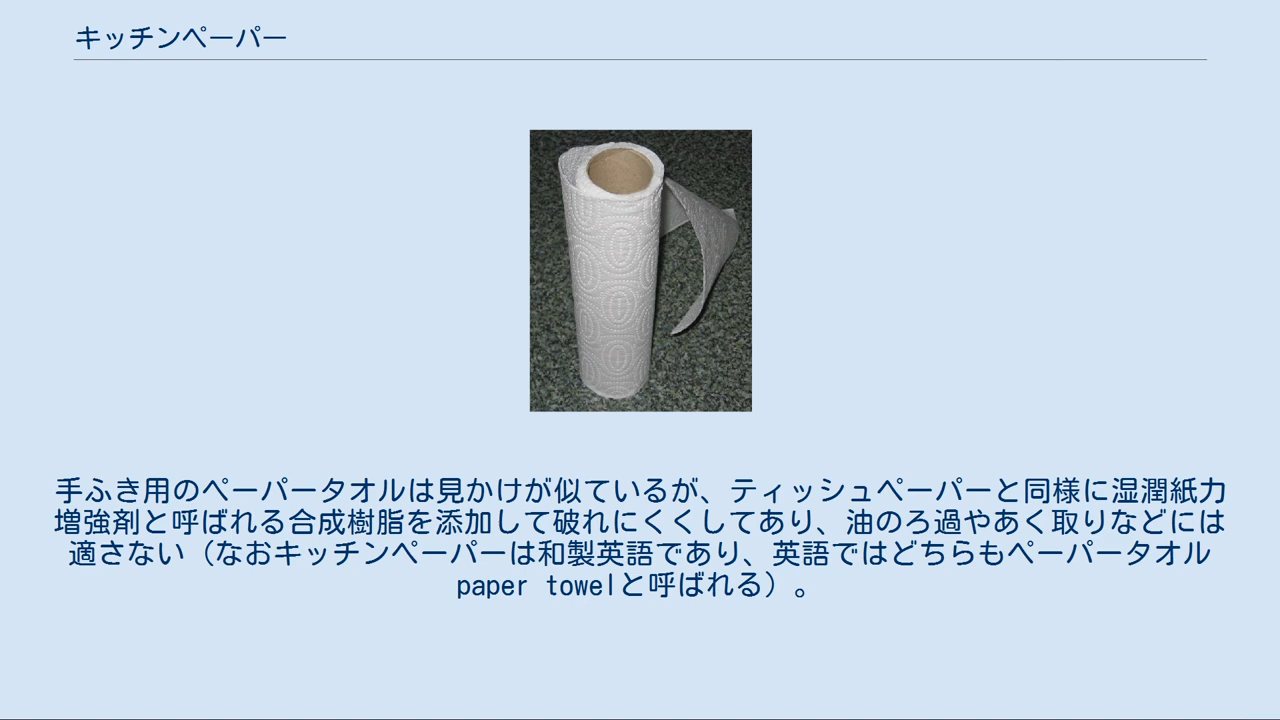 キッチンペーパー
手ふき用のペーパータオルは見かけが似ているが、ティッシュペーパーと同様に湿潤紙力
増強剤と呼ばれる合成樹脂を添加して破れにくくしてあり、油のろ過やあく取りなどには
適さない（なおキッチンペーパーは和製英語であり、英語ではどちらもペーパータオル
paper towelと呼ばれる）。